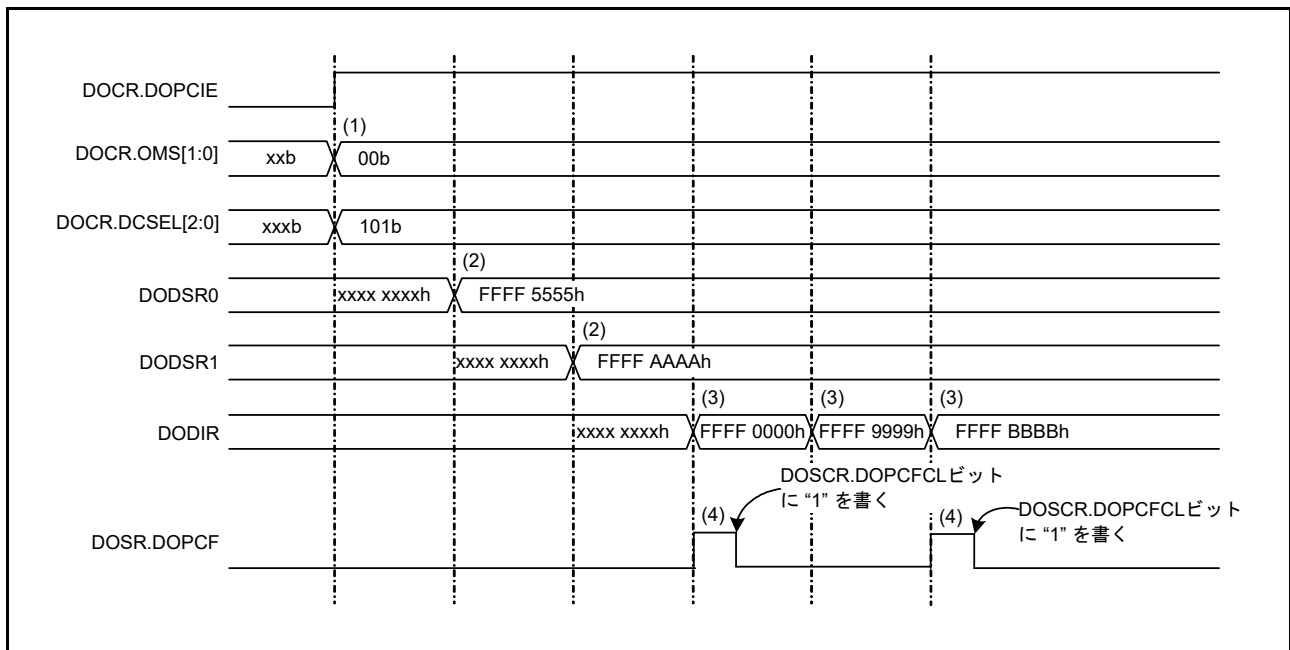 DOCR.DOPCIE
(1)
DOCR.OMS[1:0] xxb 00b
DOCR.DCSEL[2:0] xxxb 101b
(2)
DODSR0 xxxx xxxxh FFFF 5555h
(2)
DODSR1 xxxx xxxxh FFFF AAAAh
(3) (3) (3)
DODIR xxxx xxxxh FFFF 0000h FFFF 9999h FFFF BBBBh
DOSCR.DOPCFCLビット
に “1” を書く
DOSCR.DOPCFCLビット
に “1” を書く
(4) (4)
DOSR.DOPCF